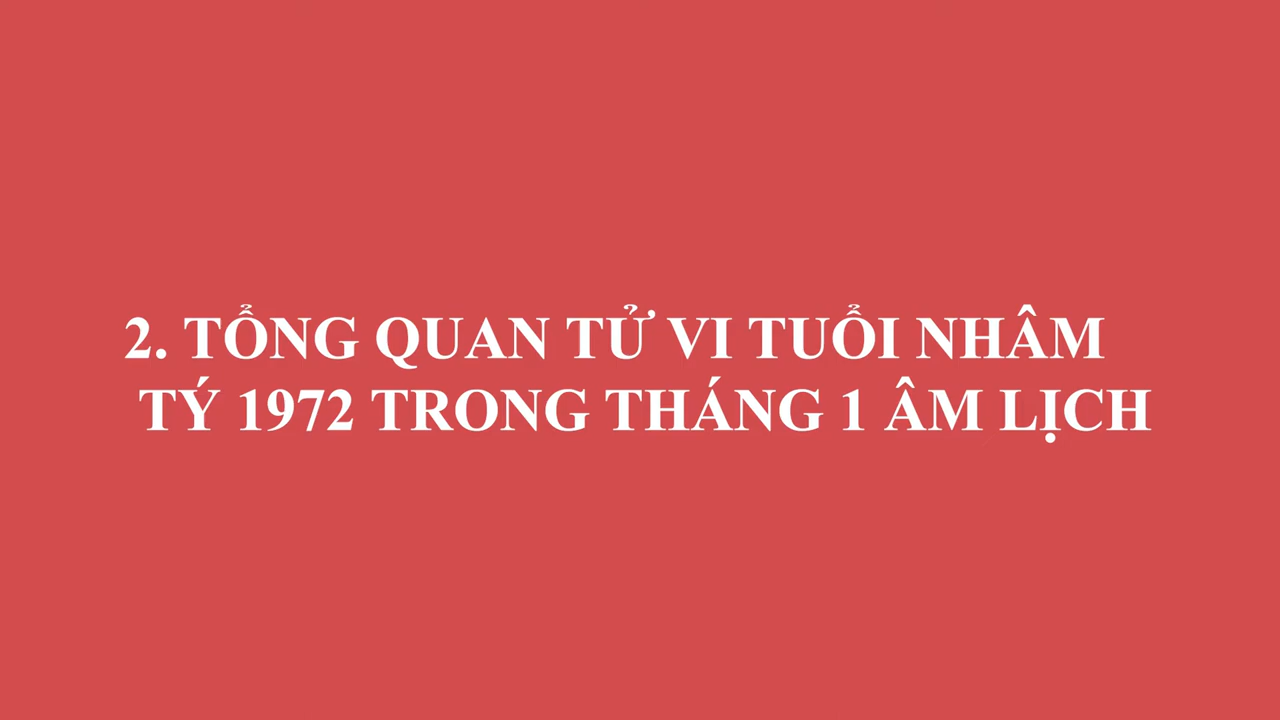 2. TỔNG QUAN TỬ VI TUỔI NHÂM
TÝ 1972 TRONG THÁNG 1 ÂM LỊCH